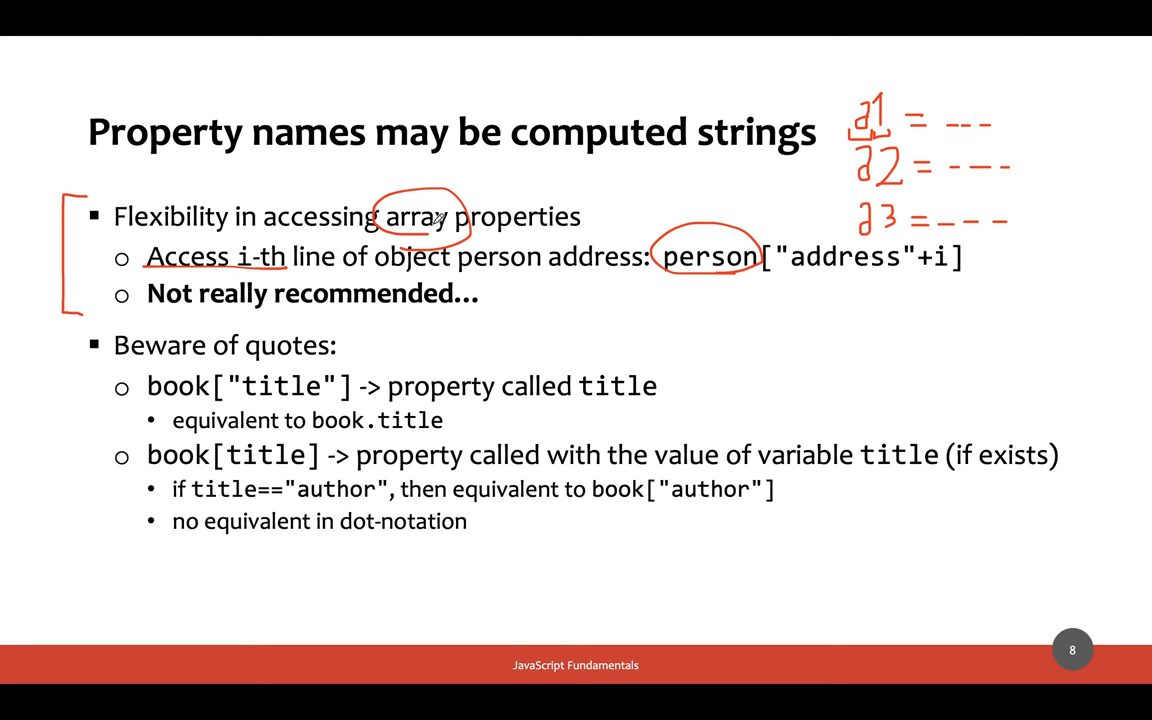 Property names may be computed strings
a1 = ---
a2 = ---
a3 = ---
▪ Flexibility in accessing array properties
o Access i-th line of object person address: person["address"+i]
o Not really recommended…
▪ Beware of quotes:
o book["title"] -> property called title
• equivalent to book.title
o book[title] -> property called with the value of variable title (if exists)
• if title=="author", then equivalent to book["author"]
• no equivalent in dot-notation
8
JavaScript Fundamentals